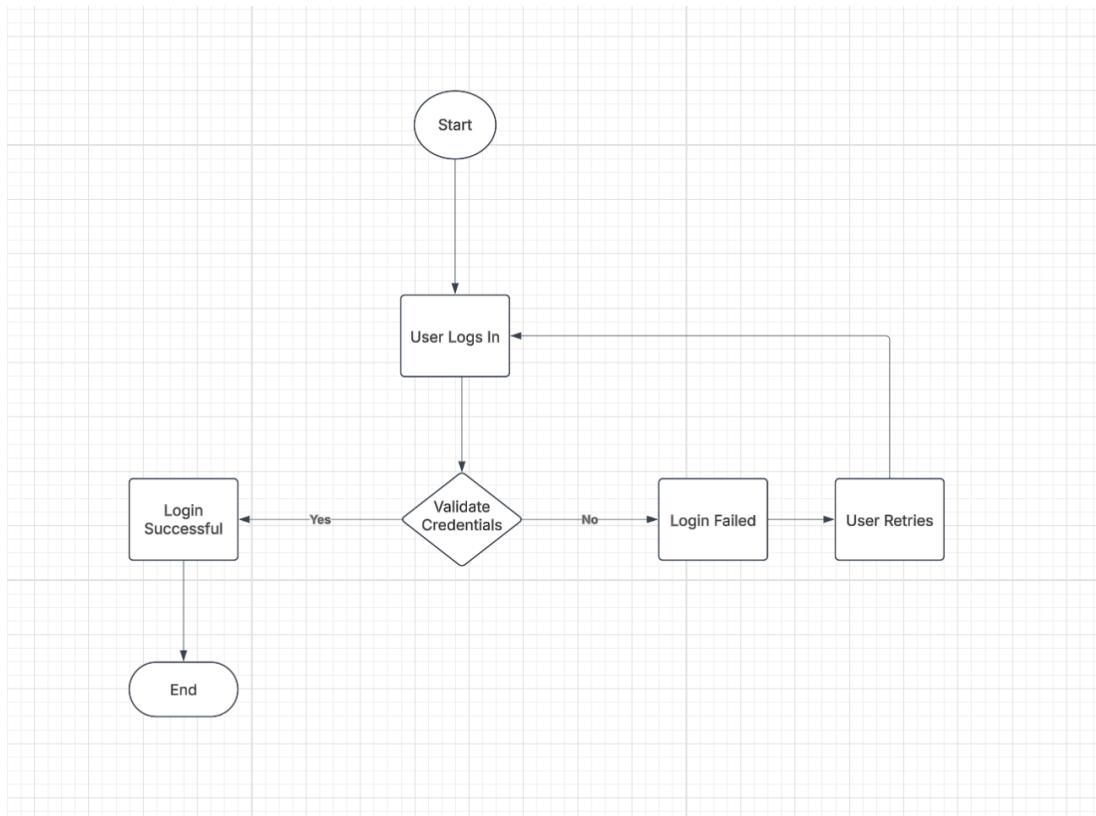 Start
User Logs In
Validate
Credentials
Yes
Login
Successful
No
Login Failed
User Retries
End